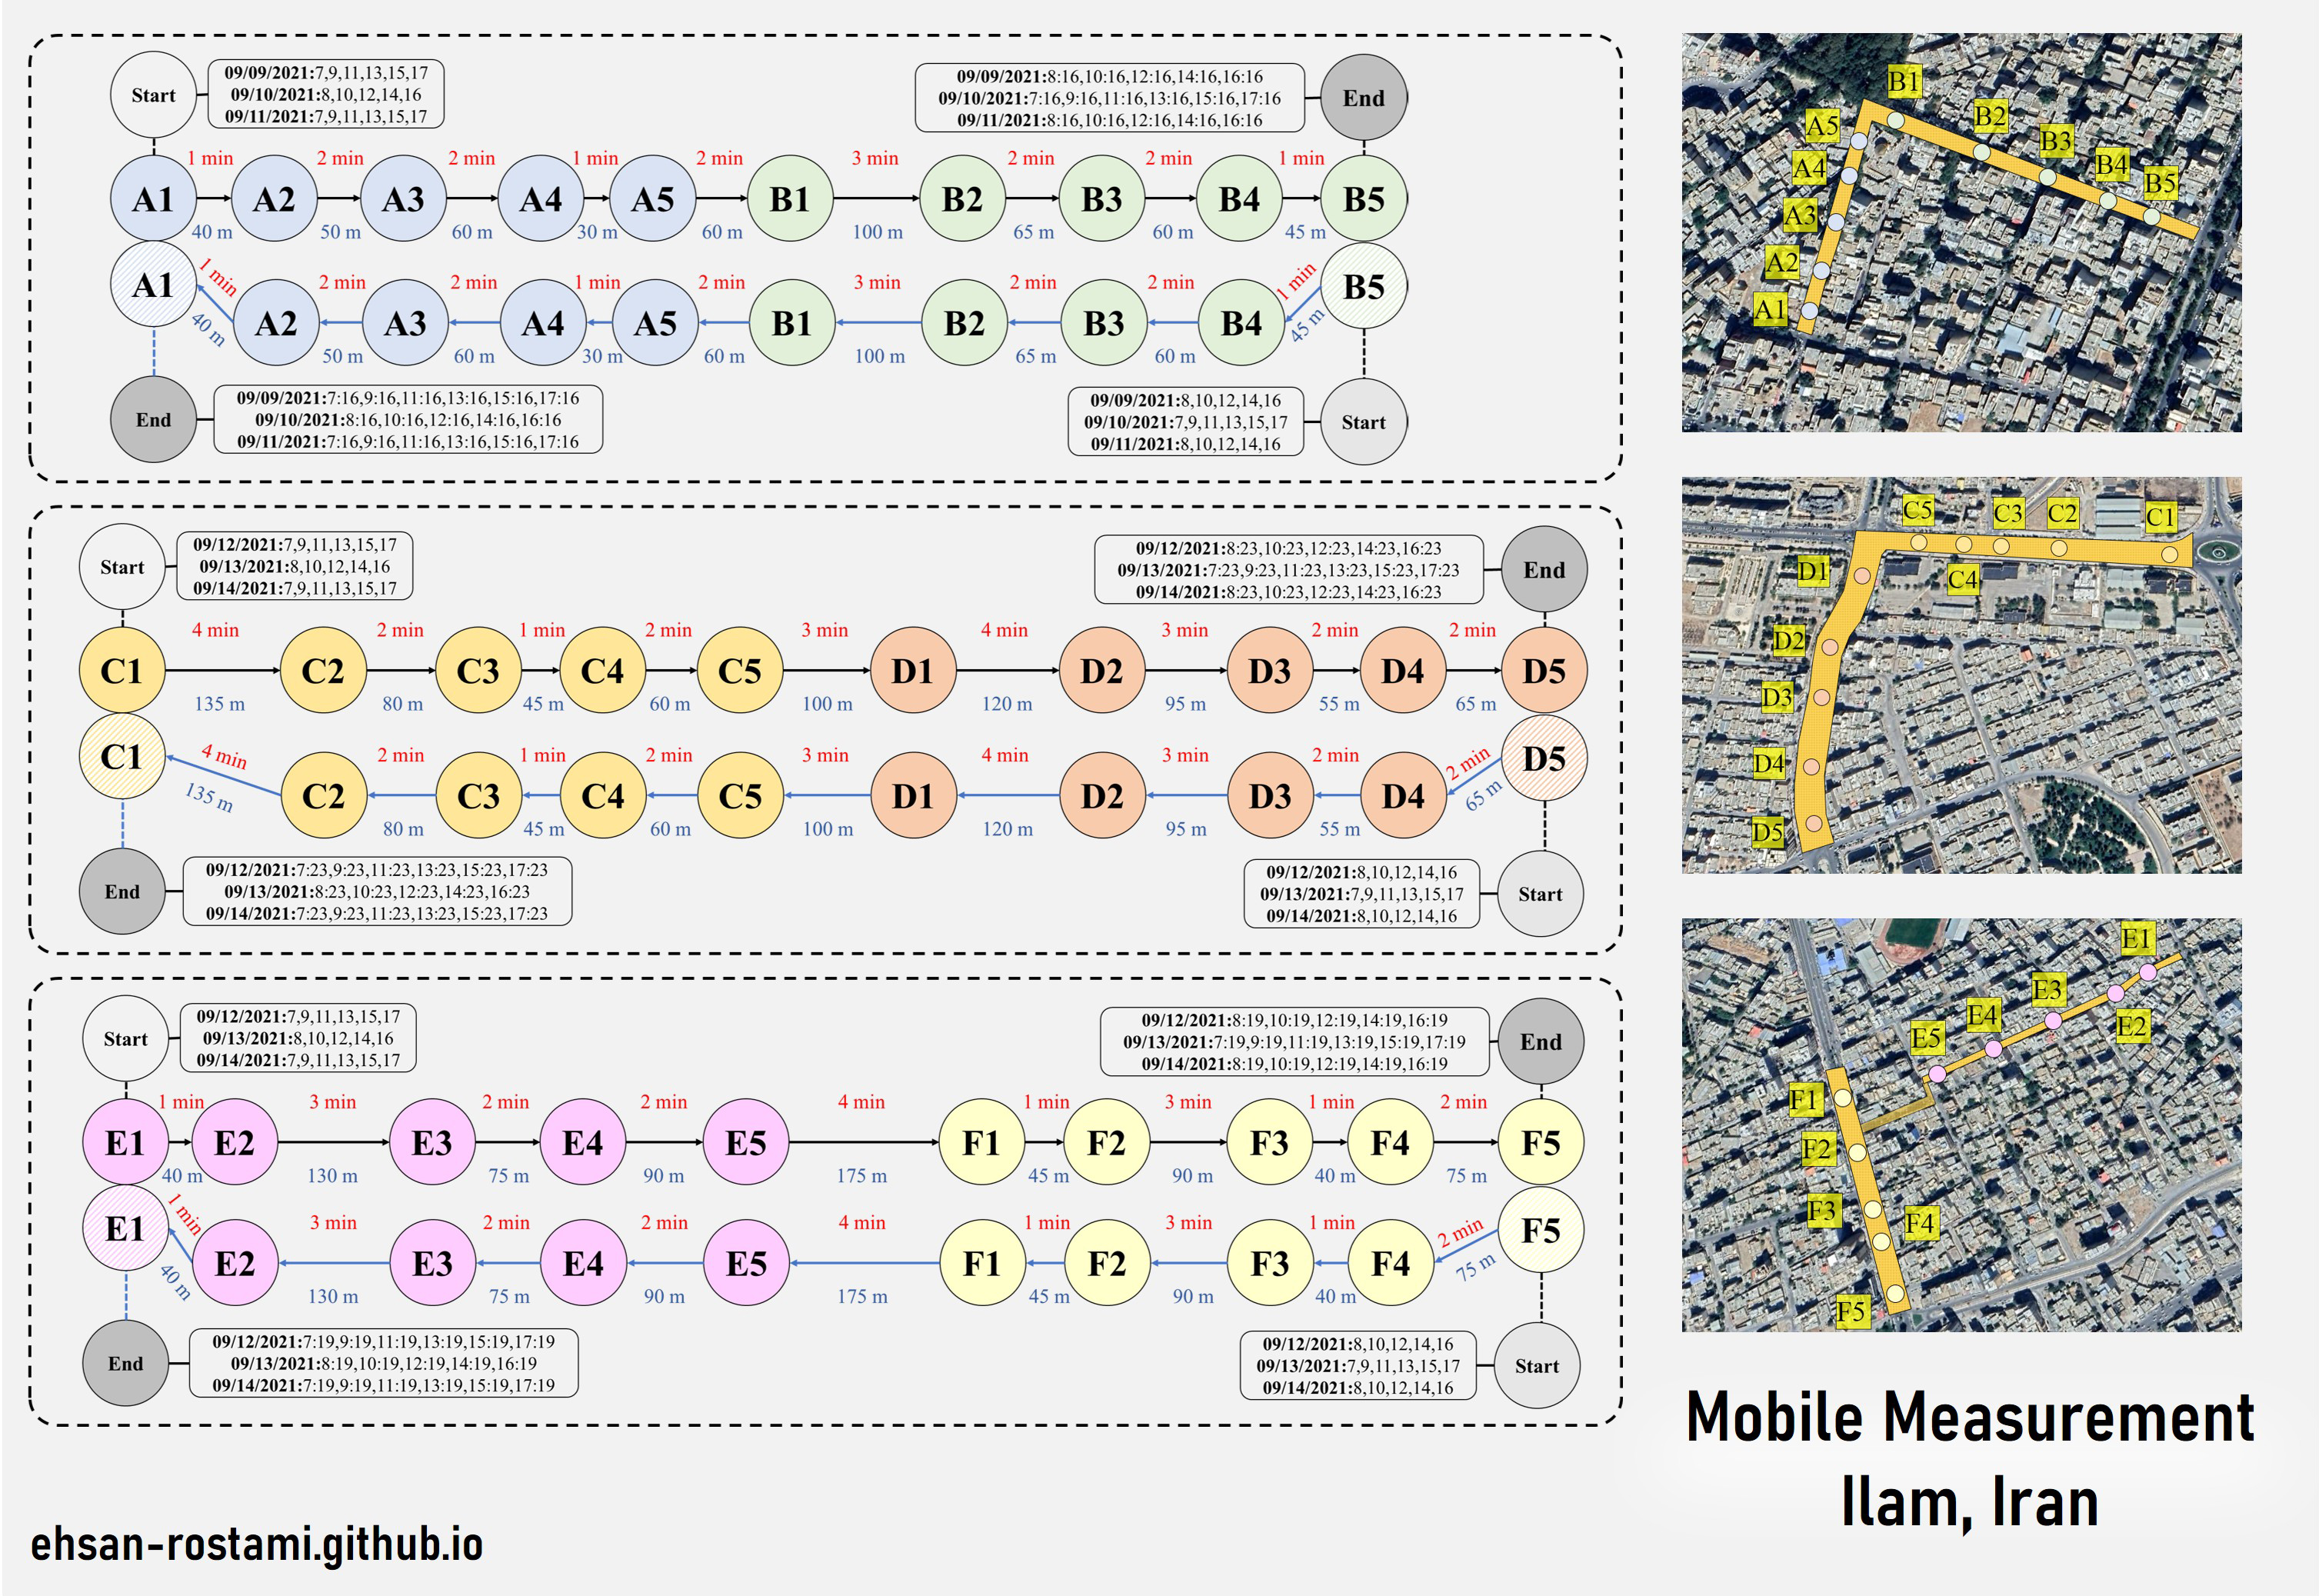 Start
09/09/2021:7,9,11,13,15,17
09/10/2021:8,10,12,14,16
09/11/2021:7,9,11,13,15,17
09/09/2021:8:16,10:16,12:16,14:16,16:16
09/10/2021:7:16,9:16,11:16,13:16,15:16,17:16
09/11/2021:8:16,10:16,12:16,14:16,16:16
End
1 min 2 min 2 min 1 min 2 min 3 min 2 min 2 min 1 min
A1 A2 A3 A4 A5 B1 B2 B3 B4 B5
40 m 50 m 60 m 30 m 60 m 100 m 65 m 60 m 45 m
1 min 2 min 2 min 1 min 2 min 3 min 2 min 2 min 1 min
A1 A2 A3 A4 A5 B1 B2 B3 B4 B5
40 m 50 m 60 m 30 m 60 m 100 m 65 m 60 m 45 m
End
09/09/2021:7:16,9:16,11:16,13:16,15:16,17:16
09/10/2021:8:16,10:16,12:16,14:16,16:16
09/11/2021:7:16,9:16,11:16,13:16,15:16,17:16
09/09/2021:8,10,12,14,16
09/10/2021:7,9,11,13,15,17
09/11/2021:8,10,12,14,16
Start
B1
B2
A5
B3
A4
B4
B5
A3
A2
A1
Start
09/12/2021:7,9,11,13,15,17
09/13/2021:8,10,12,14,16
09/14/2021:7,9,11,13,15,17
09/12/2021:8:23,10:23,12:23,14:23,16:23
09/13/2021:7:23,9:23,11:23,13:23,15:23,17:23
09/14/2021:8:23,10:23,12:23,14:23,16:23
End
4 min 2 min 1 min 2 min 3 min 4 min 3 min 2 min 2 min
C1 C2 C3 C4 C5 D1 D2 D3 D4 D5
135 m 80 m 45 m 60 m 100 m 120 m 95 m 55 m 65 m
4 min 2 min 1 min 2 min 3 min 4 min 3 min 2 min 2 min
C1 C2 C3 C4 C5 D1 D2 D3 D4 D5
135 m 80 m 45 m 60 m 100 m 120 m 95 m 55 m 65 m
End
09/12/2021:7:23,9:23,11:23,13:23,15:23,17:23
09/13/2021:8:23,10:23,12:23,14:23,16:23
09/14/2021:7:23,9:23,11:23,13:23,15:23,17:23
09/12/2021:8,10,12,14,16
09/13/2021:7,9,11,13,15,17
09/14/2021:8,10,12,14,16
Start
C5 C3 C2 C1
D1
C4
D2
D3
D4
D5
Start
09/12/2021:7,9,11,13,15,17
09/13/2021:8,10,12,14,16
09/14/2021:7,9,11,13,15,17
09/12/2021:8:19,10:19,12:19,14:19,16:19
09/13/2021:7:19,9:19,11:19,13:19,15:19,17:19
09/14/2021:8:19,10:19,12:19,14:19,16:19
End
1 min 3 min 2 min 2 min 4 min 1 min 3 min 1 min 2 min
E1 E2 E3 E4 E5 F1 F2 F3 F4 F5
40 m 130 m 75 m 90 m 175 m 45 m 90 m 40 m 75 m
1 min 3 min 2 min 2 min 4 min 1 min 3 min 1 min 2 min
E1 E2 E3 E4 E5 F1 F2 F3 F4 F5
40 m 130 m 75 m 90 m 175 m 45 m 90 m 40 m 75 m
End
09/12/2021:7:19,9:19,11:19,13:19,15:19,17:19
09/13/2021:8:19,10:19,12:19,14:19,16:19
09/14/2021:7:19,9:19,11:19,13:19,15:19,17:19
09/12/2021:8,10,12,14,16
09/13/2021:7,9,11,13,15,17
09/14/2021:8,10,12,14,16
Start
E1
E3
E4
E2
E5
F1
F2
F3
F4
F5
Mobile Measurement
Ilam, Iran
ehsan-rostami.github.io